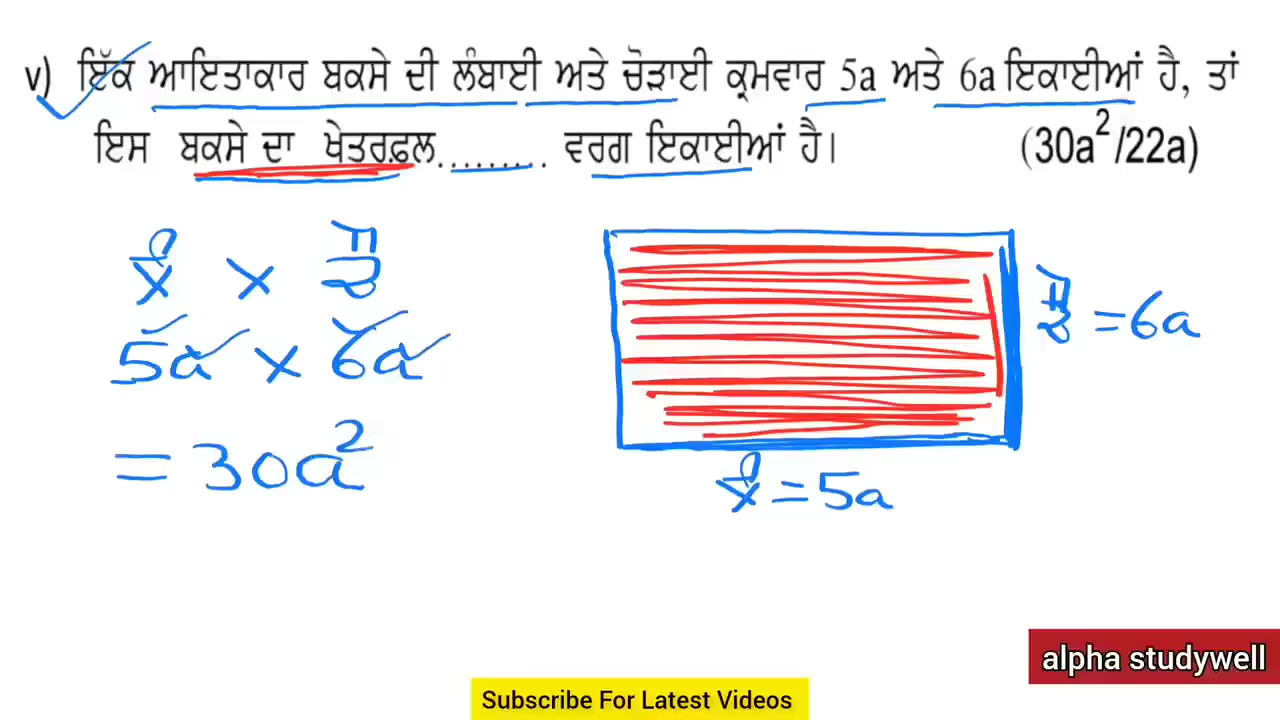 v) ਇੱਕ ਆਇਤਾਕਾਰ ਬਕਸੇ ਦੀ ਲੰਬਾਈ ਅਤੇ ਚੋੜਾਈ ਕ੍ਰਮਵਾਰ 5a ਅਤੇ 6a ਇਕਾਈਆਂ ਹੈ, ਤਾਂ
ਇਸ ਬਕਸੇ ਦਾ ਖੇਤਰਫ਼ਲ......... ਵਰਗ ਇਕਾਈਆਂ ਹੈ। (30a²/22a)
× 
5a × 6a
= 30a²
= 6a
= 5a
alpha studywell
Subscribe For Latest Videos